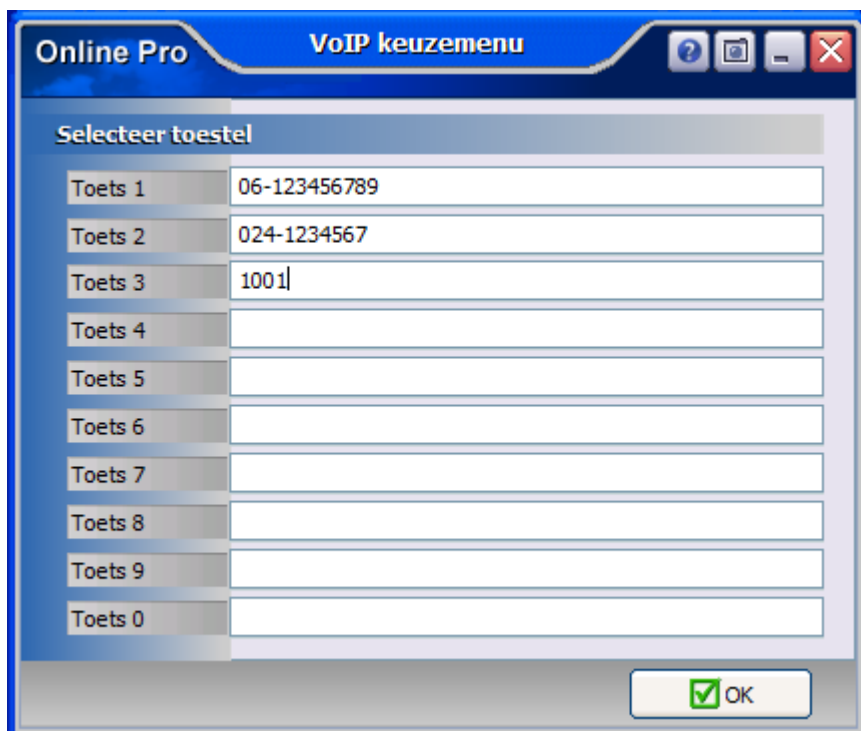 Online Pro
VoIP keuzemenu
Selecteer toestel
Toets 1 06-123456789
Toets 2 024-1234567
Toets 3 1001
Toets 4
Toets 5
Toets 6
Toets 7
Toets 8
Toets 9
Toets 0
OK